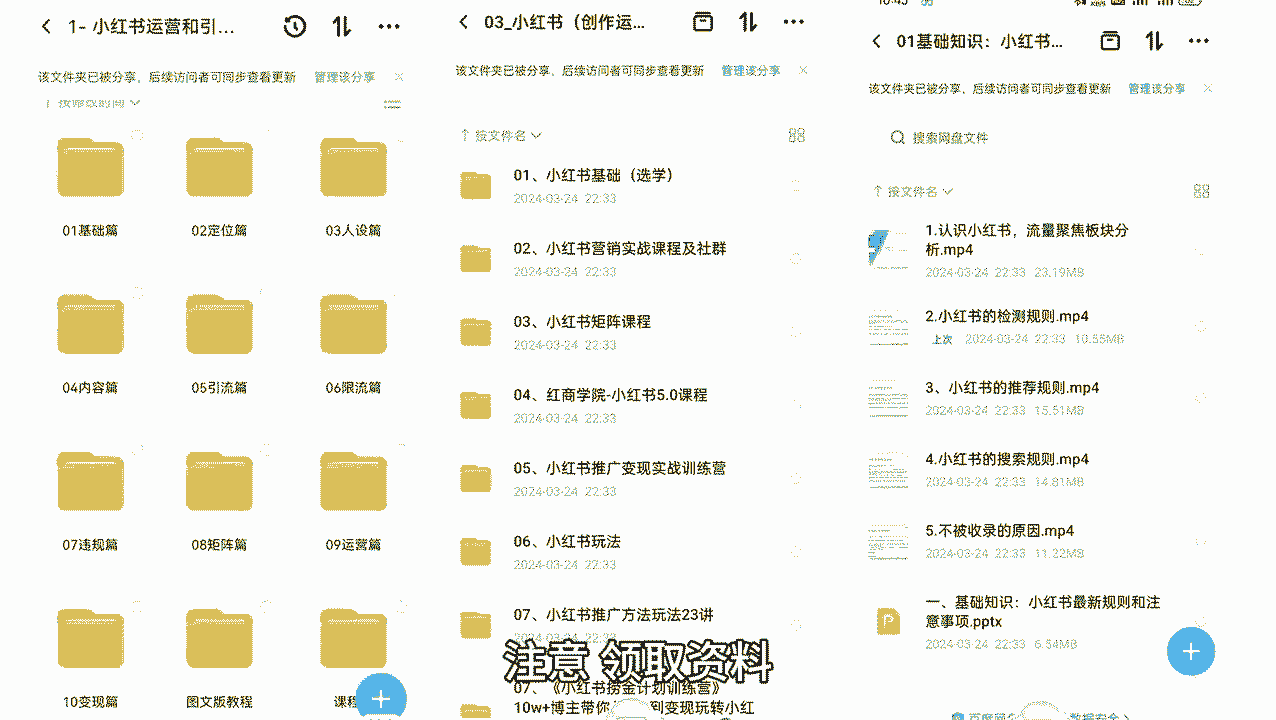 1- 小红书运营和引...
该文件夹已被分享，后续访问者可同步查看更新 管理该分享
01基础篇
02定位篇
03人设篇
04内容篇
05引流篇
06限流篇
07违规篇
08矩阵篇
09运营篇
10变现篇
图文版教程
03_小红书（创作运...
该文件夹已被分享，后续访问者可同步查看更新 管理该分享
按文件名
01、小红书基础（选学）
2024-03-24 22:33
02、小红书营销实战课程及社群
2024-03-24 22:33
03、小红书矩阵课程
2024-03-24 22:33
04、红商学院-小红书5.0课程
2024-03-24 22:33
05、小红书推广变现实战训练营
2024-03-24 22:33
06、小红书玩法
2024-03-24 22:33
07、小红书推广方法玩法23讲
2024-03-24 22:33
07、《小红书捞金计划训练营》
10w+博主带你 到变现玩转小红
01基础知识：小红书...
该文件夹已被分享，后续访问者可同步查看更新 管理该分享
搜索网盘文件
按文件名
1.认识小红书，流量聚焦板块分
析.mp4
2024-03-24 22:33 23.19MB
2.小红书的检测规则.mp4
上次 2024-03-24 22:33 10.55MB
3、小红书的推荐规则.mp4
2024-03-24 22:33 15.51MB
4.小红书的搜索规则.mp4
2024-03-24 22:33 14.81MB
5.不被收录的原因.mp4
2024-03-24 22:33 11.22MB
一、基础知识：小红书最新规则和注
意事项.pptx
2024-03-24 22:33 6.54MB
注意 领取资料